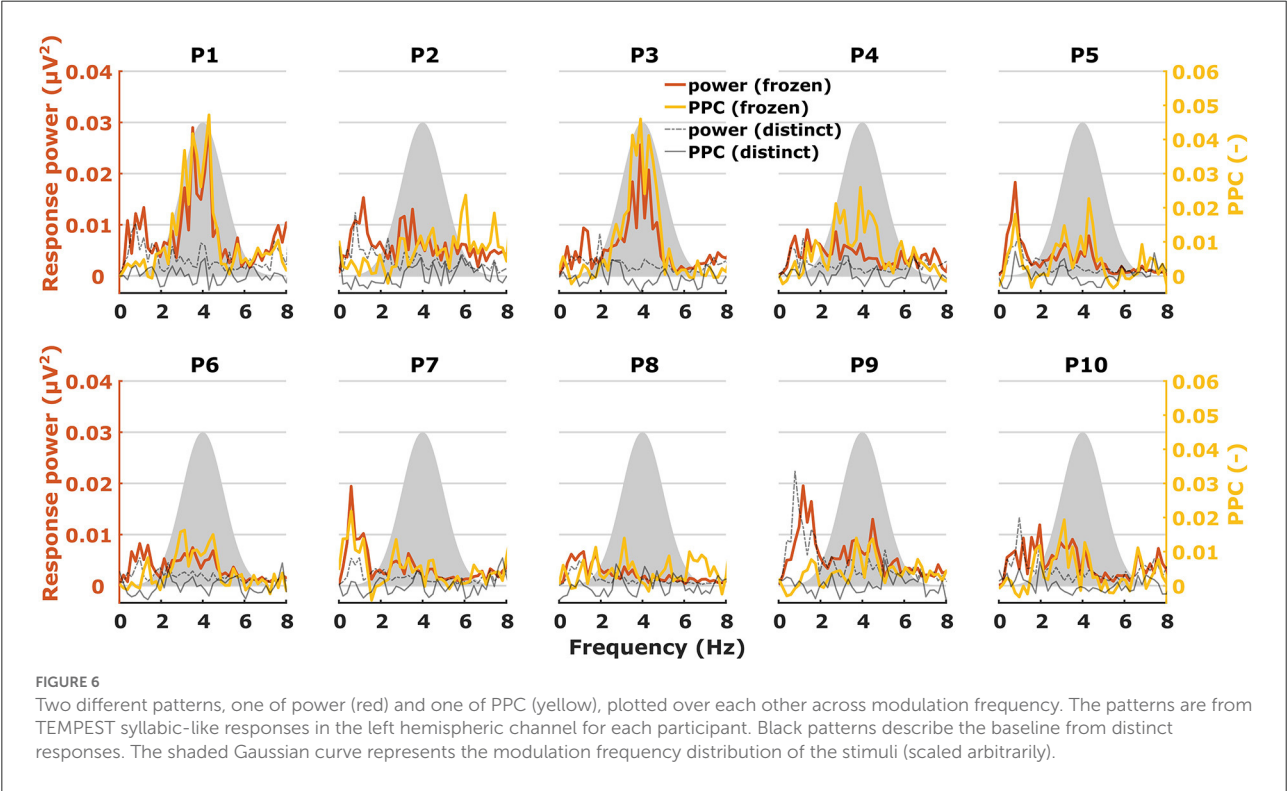 P1 P2 P3 P4 P5
Response power (µV²)
0.04
0.03
0.02
0.01
0
power (frozen)
PPC (frozen)
power (distinct)
PPC (distinct)
0.06
0.05
0.04
0.03
0.02
0.01
0
PPC (-)
0 2 4 6 8 0 2 4 6 8 0 2 4 6 8 0 2 4 6 8 0 2 4 6 8
P6 P7 P8 P9 P10
Response power (µV²)
0.04
0.03
0.02
0.01
0
0.06
0.05
0.04
0.03
0.02
0.01
0
PPC (-)
0 2 4 6 8 0 2 4 6 8 0 2 4 6 8 0 2 4 6 8 0 2 4 6 8
Frequency (Hz)
FIGURE 6
Two different patterns, one of power (red) and one of PPC (yellow), plotted over each other across modulation frequency. The patterns are from
TEMPEST syllabic-like responses in the left hemispheric channel for each participant. Black patterns describe the baseline from distinct
responses. The shaded Gaussian curve represents the modulation frequency distribution of the stimuli (scaled arbitrarily).